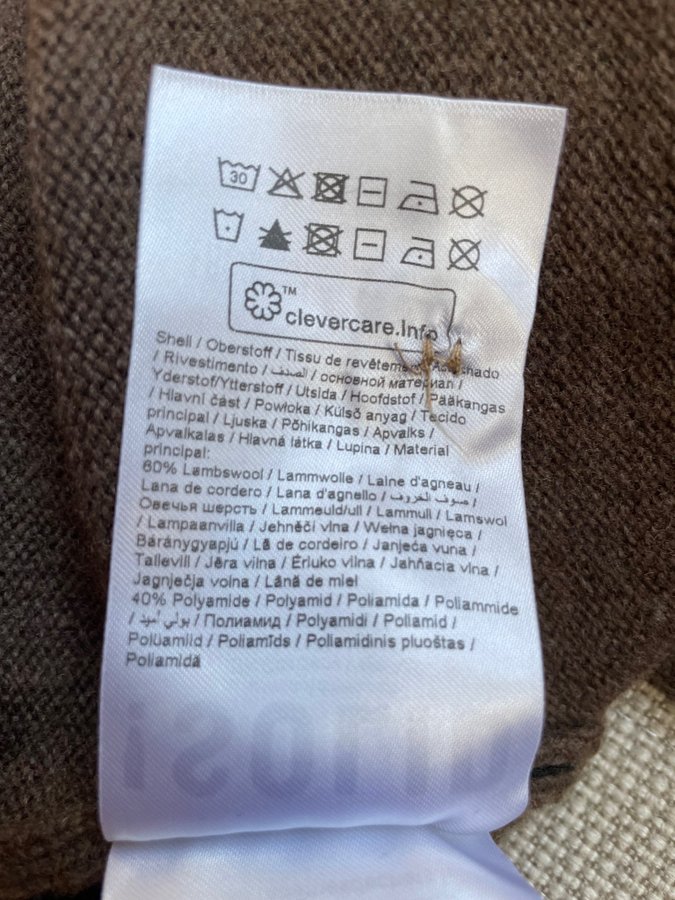 30
™
clevercare.info
Shell / Oberstoff / Tissu de revêtement
/ Rivestimento / الصدف / основной материал /
Yderstof/Ytterstoff / Utsida / Hoofdstof / Pääkangas
/ Hlavní část / Powłoka / Külső anyag / Tecido
principal / Ljuska / Põhikangas / Apvalks /
Apvalkalas / Hlavná látka / Lupina / Material
principal:
60% Lambswool / Lammwolle / Laine d'agneau /
Lana de cordero / Lana d'agnello / صوف الخروف /
Овечья шерсть / Lammeuld/ull / Lammull / Lamswol
/ Lampaanvilla / Jehněčí vlna / Wełna jagnięca /
Báránygyapjú / Lã de cordeiro / Janjeća vuna /
Tallevill / Jēra vilna / Ėriuko vilna / Jahňacia vlna /
Jagnječja volna / Lână de miel
40% Polyamide / Polyamid / Poliamida / Poliammide
/ بولي أميد / Полиамид / Polyamidi / Poliamid /
Polüamiid / Poliamīds / Poliamidinis pluoštas /
Poliamidă